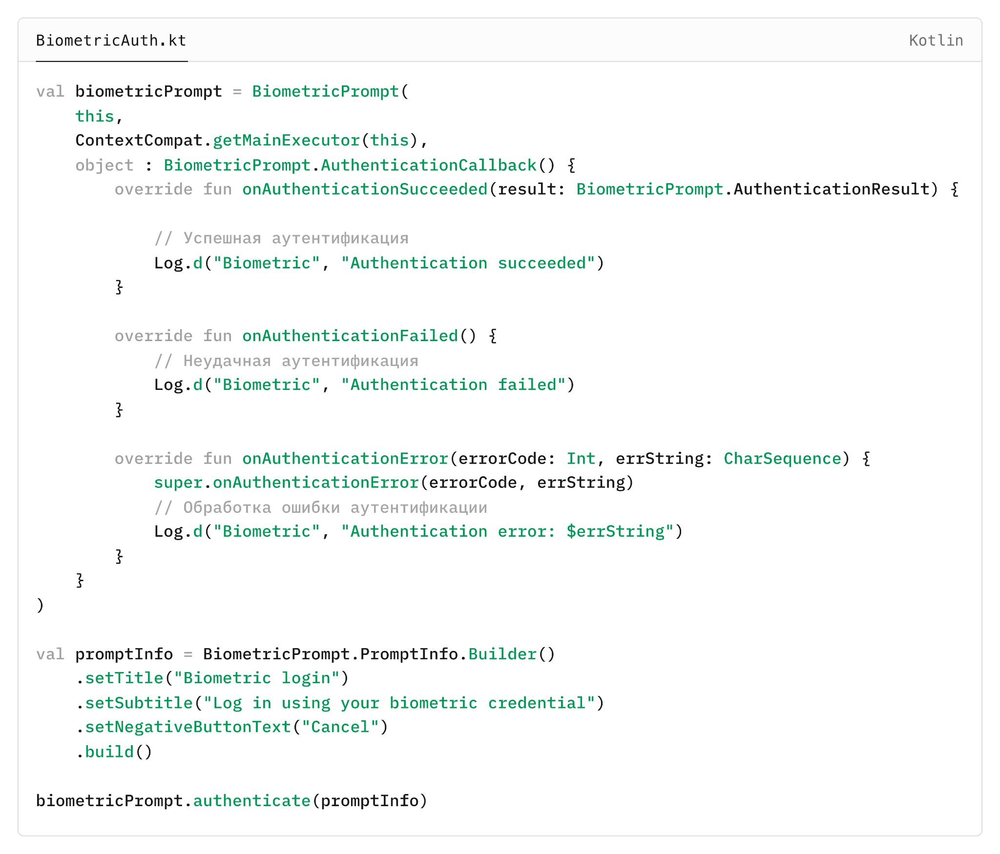 BiometricAuth.kt
Kotlin
val biometricPrompt = BiometricPrompt(
    this,
    ContextCompat.getMainExecutor(this),
    object : BiometricPrompt.AuthenticationCallback() {
        override fun onAuthenticationSucceeded(result: BiometricPrompt.AuthenticationResult) {
            // Успешная аутентификация
            Log.d("Biometric", "Authentication succeeded")
        }
        override fun onAuthenticationFailed() {
            // Неудачная аутентификация
            Log.d("Biometric", "Authentication failed")
        }
        override fun onAuthenticationError(errorCode: Int, errString: CharSequence) {
            super.onAuthenticationError(errorCode, errString)
            // Обработка ошибки аутентификации
            Log.d("Biometric", "Authentication error: $errString")
        }
    }
)
val promptInfo = BiometricPrompt.PromptInfo.Builder()
    .setTitle("Biometric login")
    .setSubtitle("Log in using your biometric credential")
    .setNegativeButtonText("Cancel")
    .build()
biometricPrompt.authenticate(promptInfo)